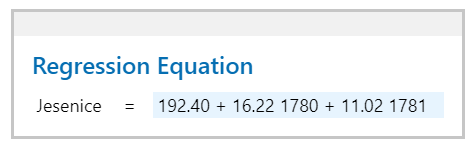 Regression Equation
Jesenice = 192.40 + 16.22 1780 + 11.02 1781